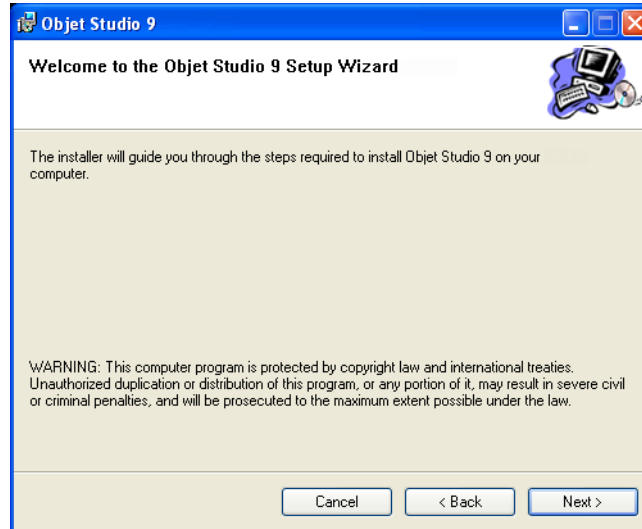 Objet Studio 9
Welcome to the Objet Studio 9 Setup Wizard
The installer will guide you through the steps required to install Objet Studio 9 on your
computer.
WARNING: This computer program is protected by copyright law and international treaties.
Unauthorized duplication or distribution of this program, or any portion of it, may result in severe civil
or criminal penalties, and will be prosecuted to the maximum extent possible under the law.
Cancel
< Back
Next >